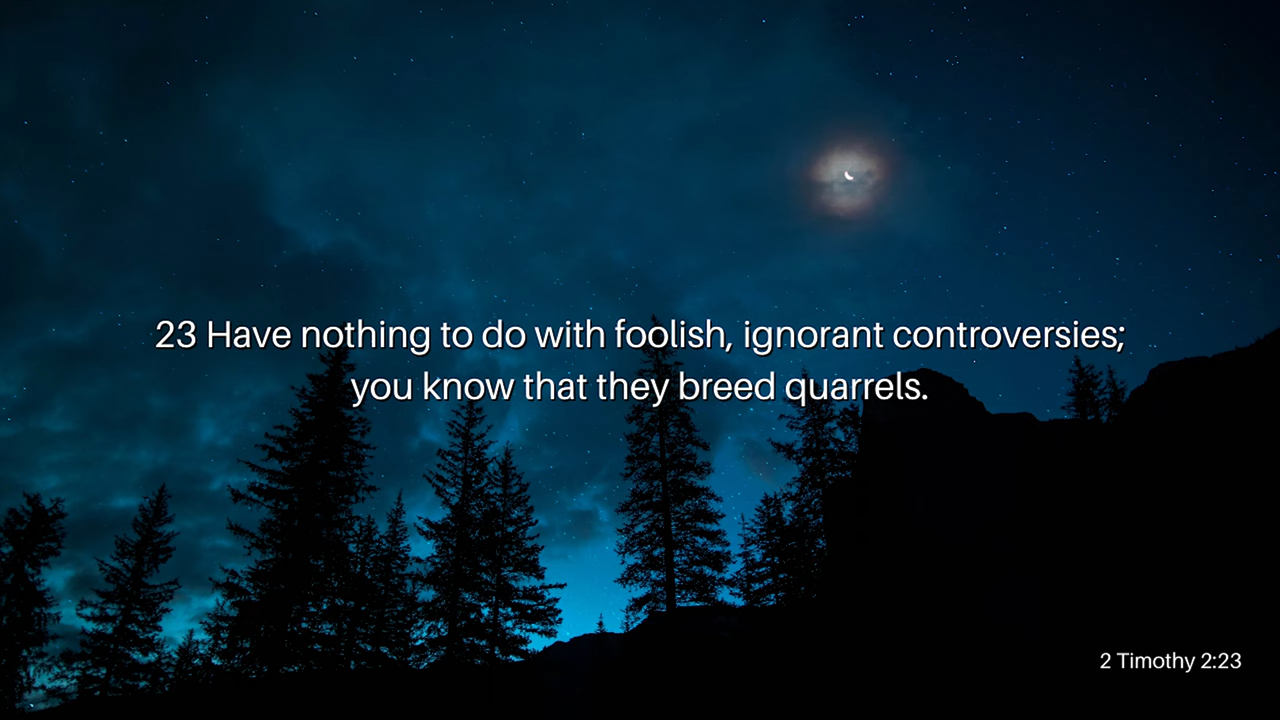 23 Have nothing to do with foolish, ignorant controversies;
you know that they breed quarrels.
2 Timothy 2:23